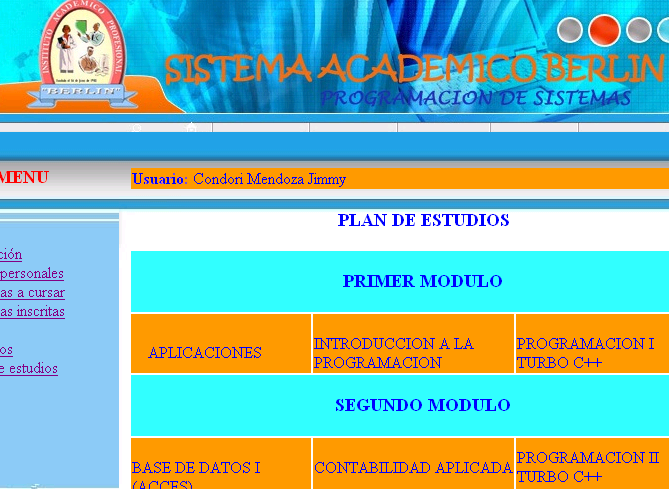 INSTITUTO ACADEMICO PROFESIONAL
"BERLIN"
SISTEMA ACADEMICO BERLIN
PROGRAMACION DE SISTEMAS
MENU
Usuario: Condori Mendoza Jimmy
PLAN DE ESTUDIOS
ción
personales
as a cursar
as inscritas
os
e estudios
PRIMER MODULO
APLICACIONES
INTRODUCCION A LA
PROGRAMACION
PROGRAMACION I
TURBO C++
SEGUNDO MODULO
BASE DE DATOS I
(ACCES)
CONTABILIDAD APLICADA
PROGRAMACION II
TURBO C++